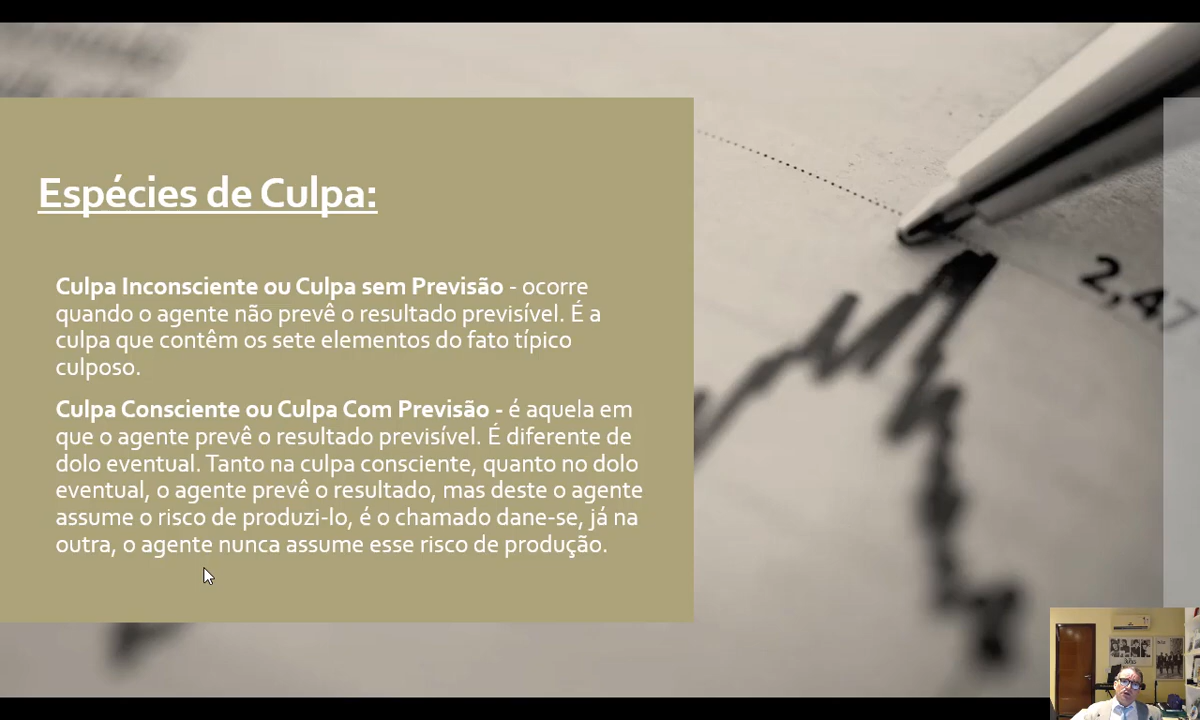 Espécies de Culpa:
Culpa Inconsciente ou Culpa sem Previsão - ocorre
quando o agente não prevê o resultado previsível. É a
culpa que contêm os sete elementos do fato típico
culposo.
Culpa Consciente ou Culpa Com Previsão - é aquela em
que o agente prevê o resultado previsível. É diferente de
dolo eventual. Tanto na culpa consciente, quanto no dolo
eventual, o agente prevê o resultado, mas deste o agente
assume o risco de produzi-lo, é o chamado dane-se, já na
outra, o agente nunca assume esse risco de produção.
2,47